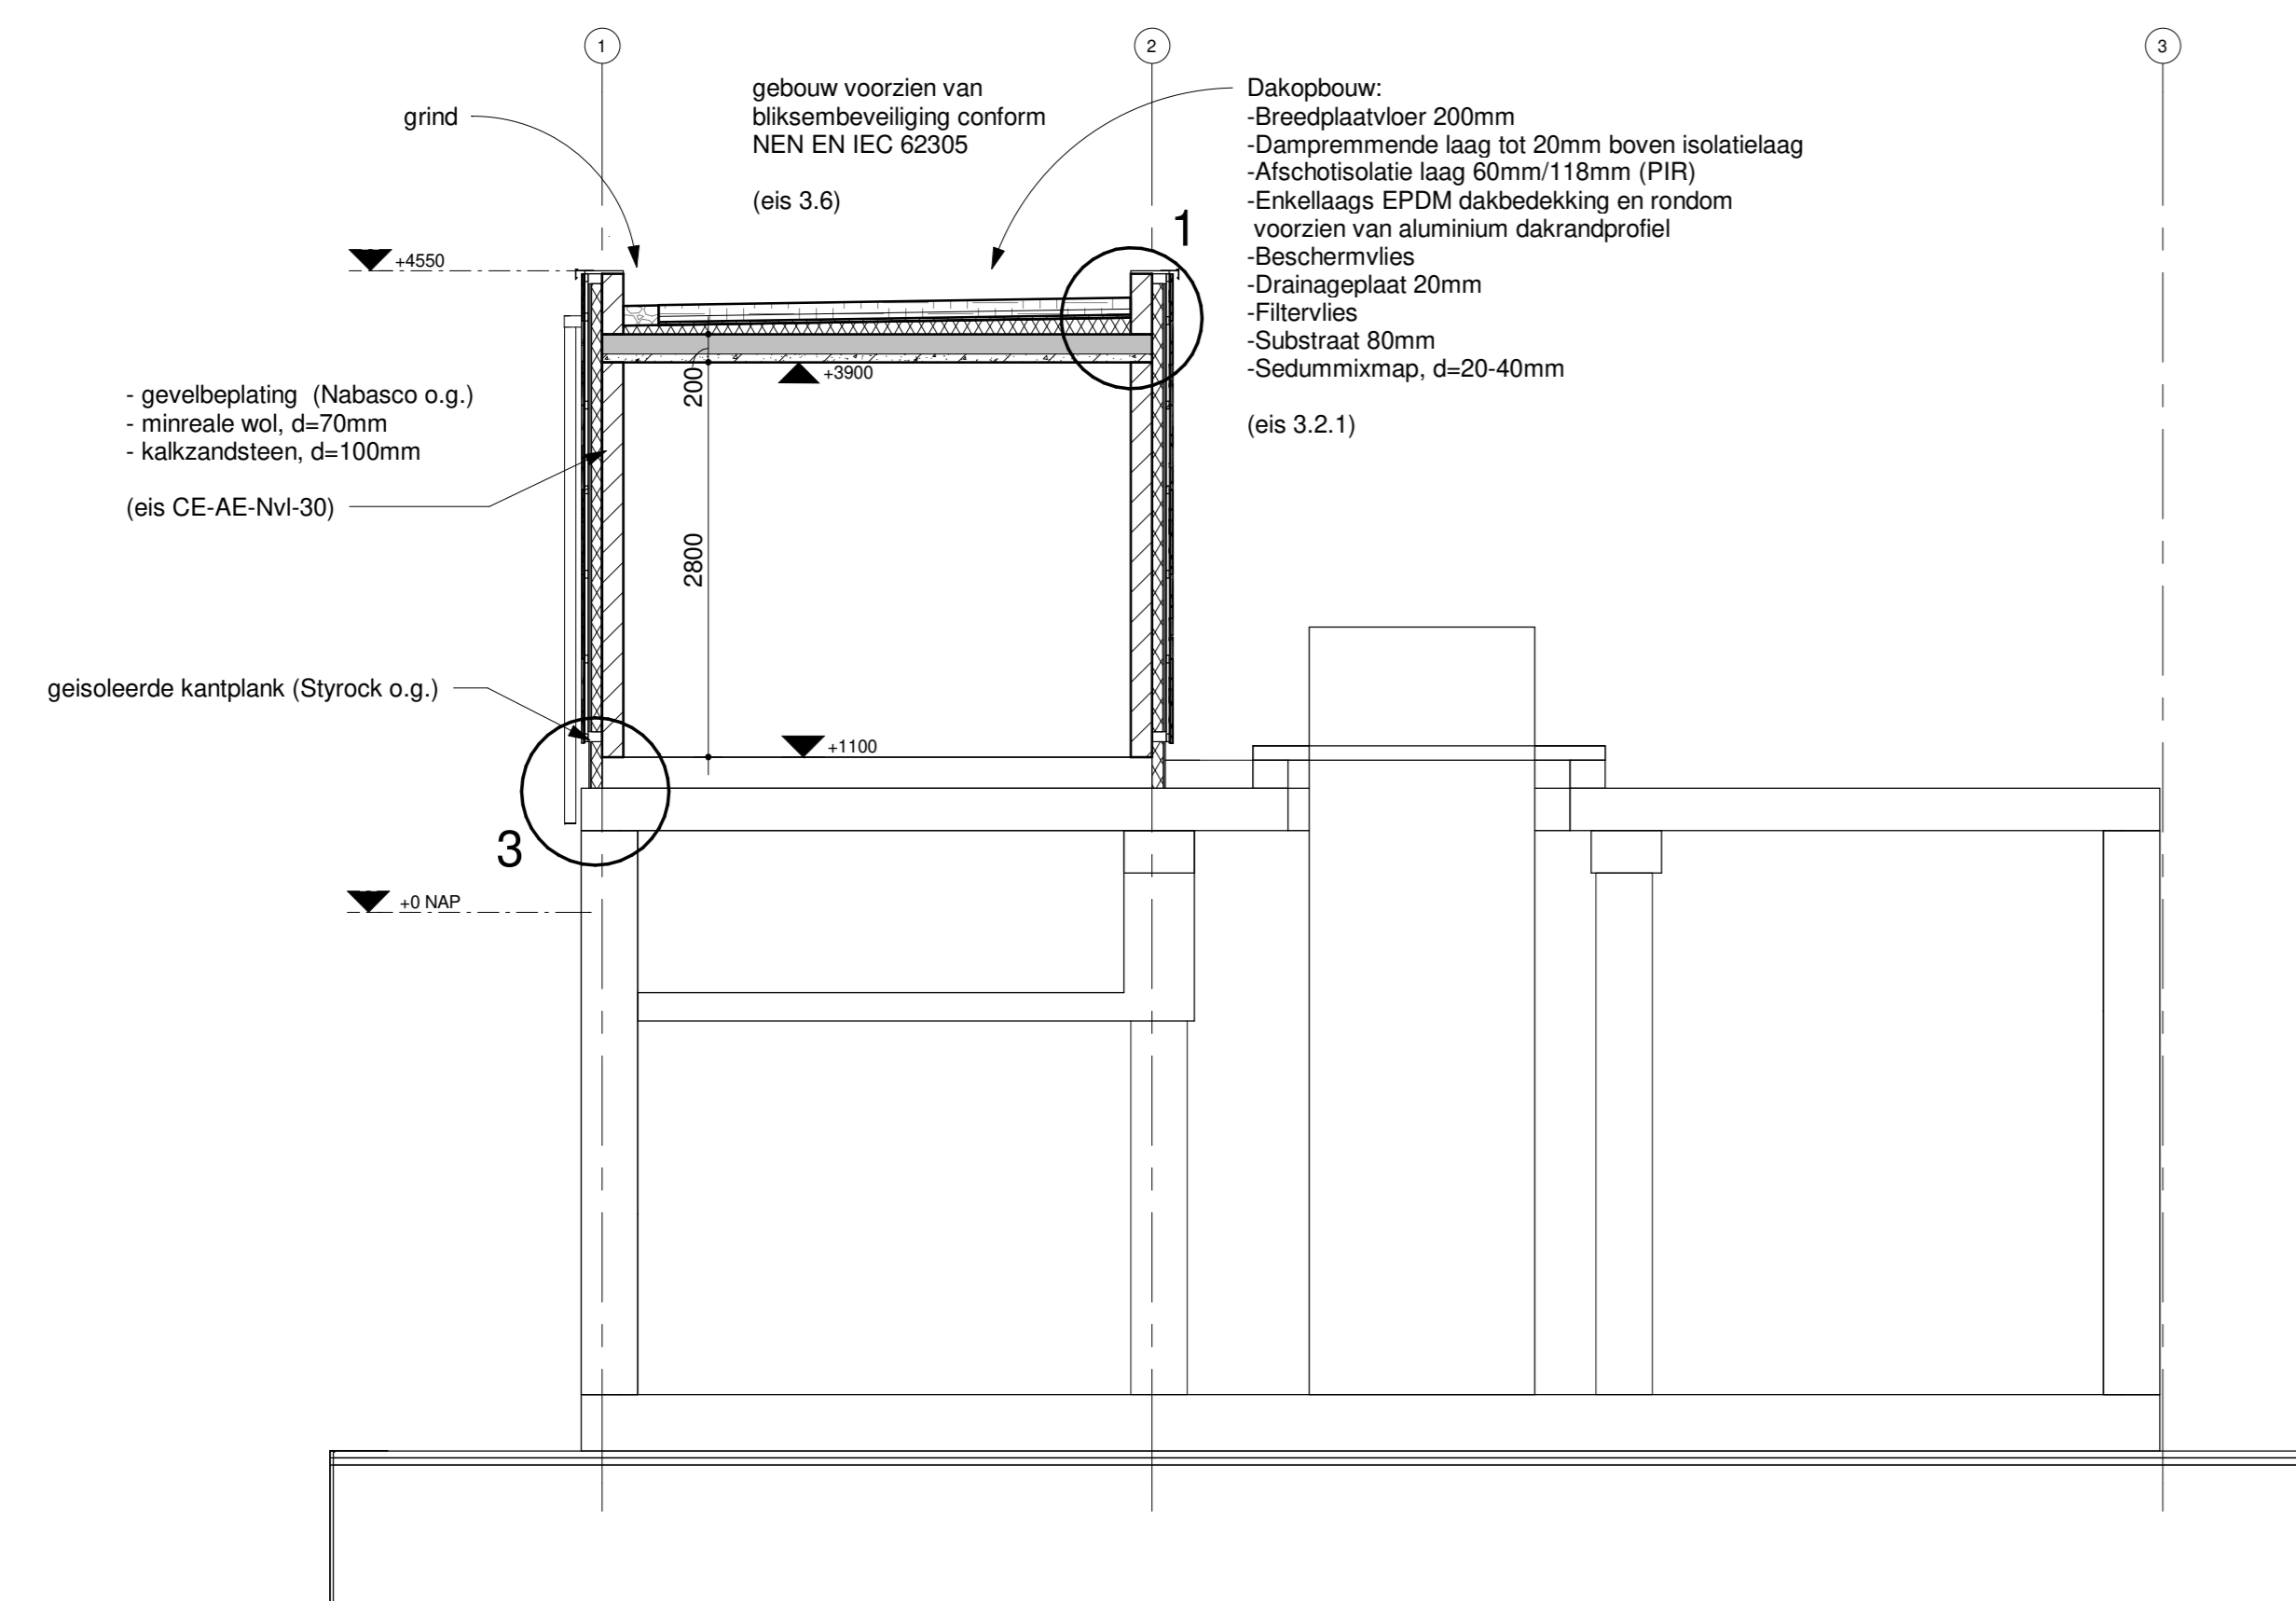 1
2
3
grind
gebouw voorzien van
bliksembeveiliging conform
NEN EN IEC 62305
(eis 3.6)
Dakopbouw:
-Breedplaatvloer 200mm
-Dampremmende laag tot 20mm boven isolatielaag
-Afschotisolatie laag 60mm/118mm (PIR)
-Enkellaags EPDM dakbedekking en rondom
voorzien van aluminium dakrandprofiel
-Beschermvlies
-Drainageplaat 20mm
-Filtervlies
-Substraat 80mm
-Sedummixmap, d=20-40mm
(eis 3.2.1)
1
+4550
+3900
200
- gevelbeplating (Nabasco o.g.)
- minreale wol, d=70mm
- kalkzandsteen, d=100mm
(eis CE-AE-Nvl-30)
2800
geisoleerde kantplank (Styrock o.g.)
+1100
3
+0 NAP